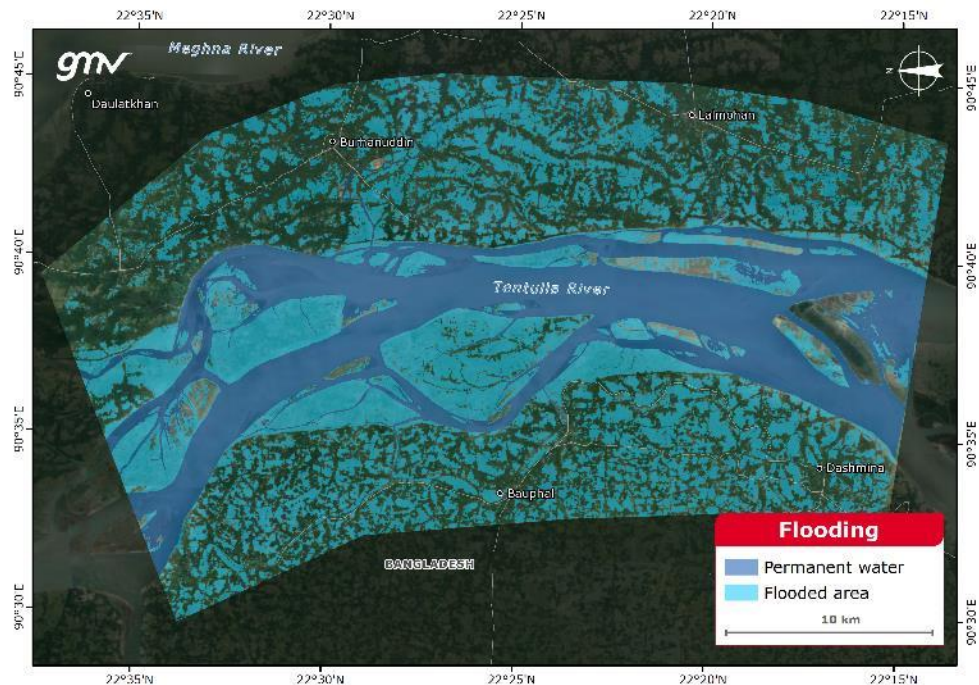 22°35'N
22°30'N
22°25'N
22°20'N
22°15'N
gmv
Meghna River
N
90°45'E
90°45'E
Daulatkhan
Lalmohan
Burhanuddin
90°40'E
90°40'E
Tentulia River
90°35'E
90°35'E
Dashmina
Bauphal
BANGLADESH
Flooding
Permanent water
Flooded area
10 km
90°30'E
90°30'E
22°35'N
22°30'N
22°25'N
22°20'N
22°15'N